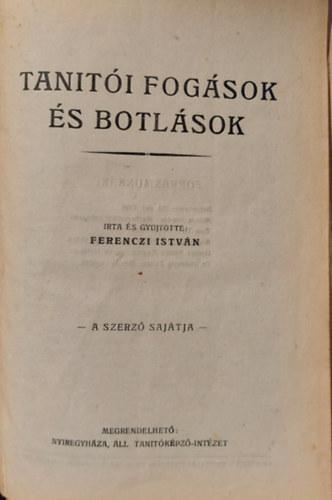 TANITÓI FOGÁSOK
ÉS BOTLÁSOK
IRTA ÉS GYÜJTÖTTE:
FERENCZI ISTVÁN
— A SZERZŐ SAJÁTJA —
MEGRENDELHETŐ:
NYIREGYHÁZA, ÁLL. TANITÓKÉPZŐ-INTÉZET